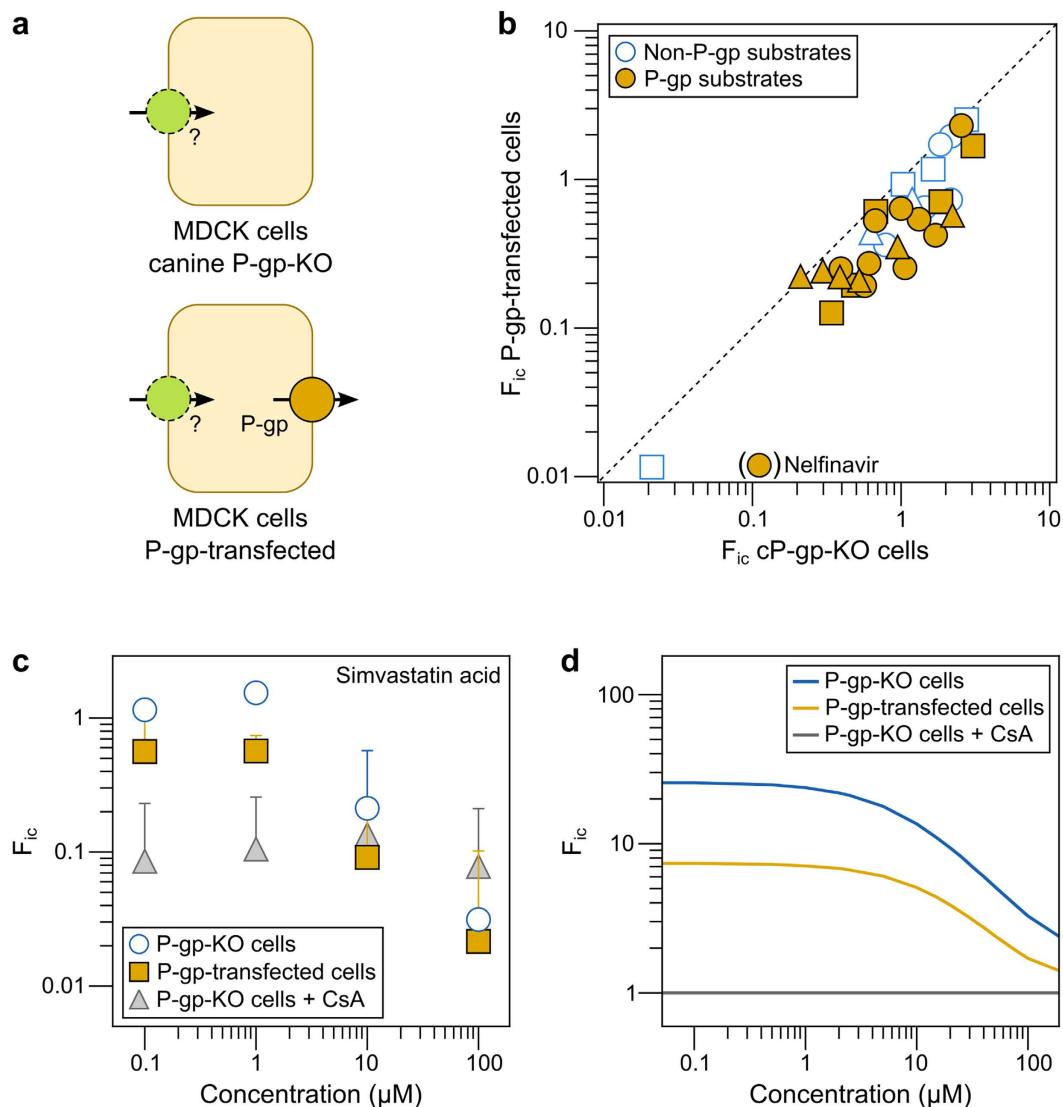 a
?
MDCK cells
canine P-gp-KO
?
P-gp
MDCK cells
P-gp-transfected
b
Non-P-gp substrates
P-gp substrates
10
1
0.1
0.01
F_ic P-gp-transfected cells
( ) Nelfinavir
0.01
0.1
1
10
F_ic cP-gp-KO cells
c
Simvastatin acid
1
0.1
0.01
F_ic
P-gp-KO cells
P-gp-transfected cells
P-gp-KO cells + CsA
0.1
1
10
100
Concentration (µM)
d
P-gp-KO cells
P-gp-transfected cells
P-gp-KO cells + CsA
100
10
1
F_ic
0.1
1
10
100
Concentration (µM)